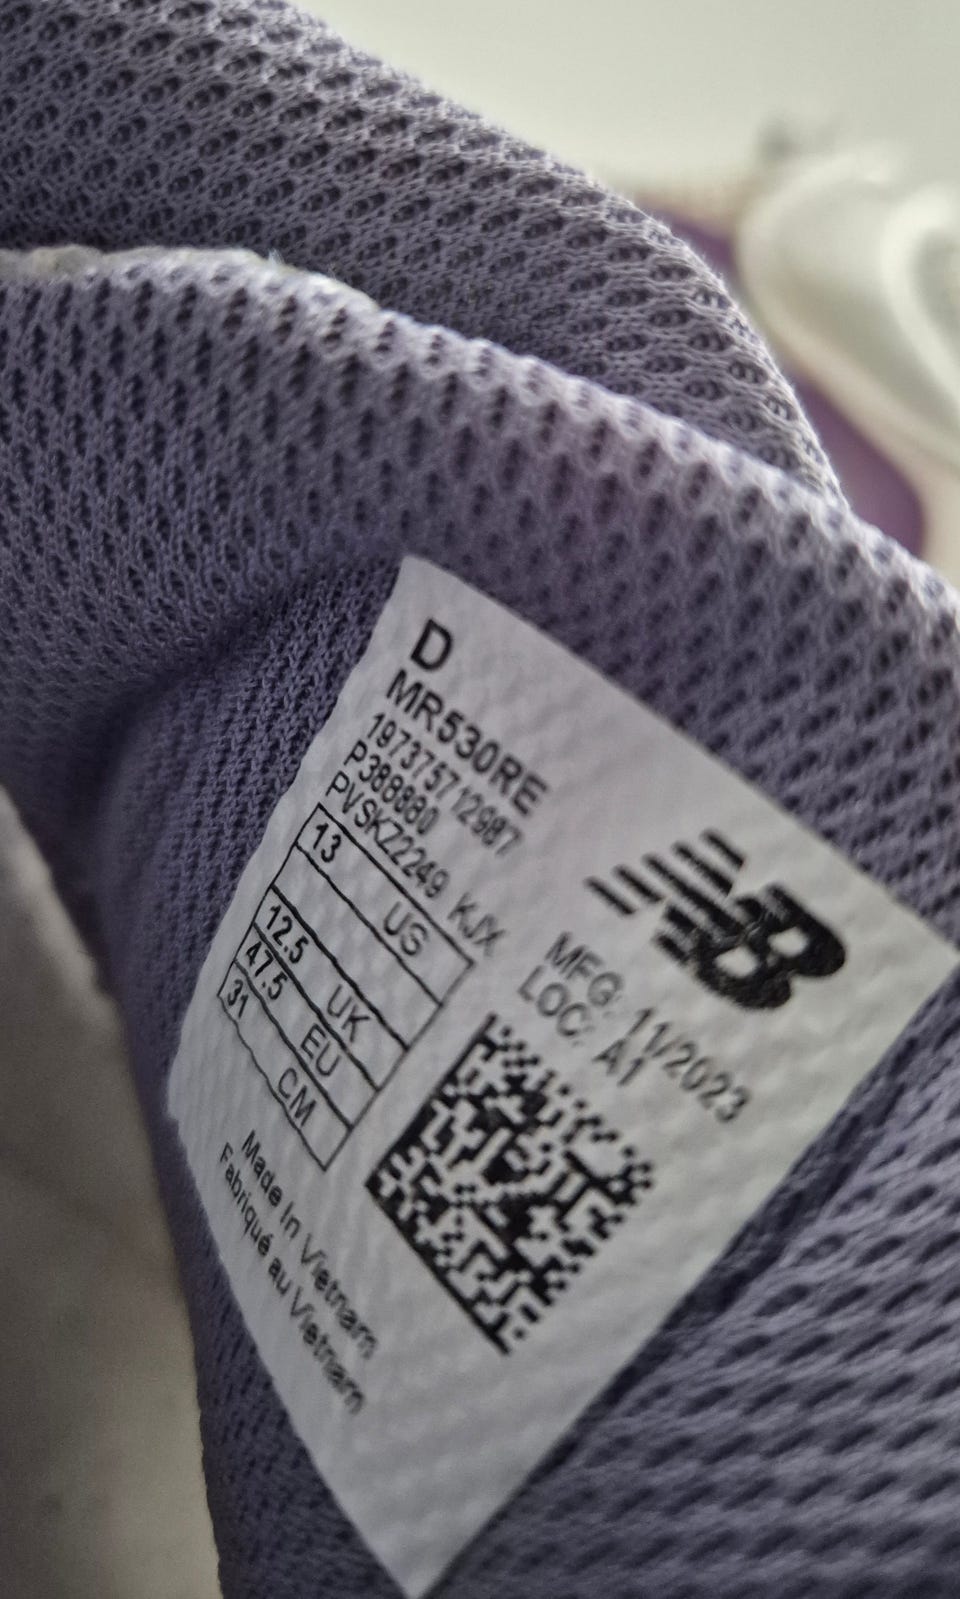 D
MR530RE
197375712987
P388880
PVSKZ2249 KJX
13 US
12.5 UK
47.5 EU
31 CM
NB
MFG: 11/2023
LOC: A1
Made In Vietnam
Fabriqué au Vietnam